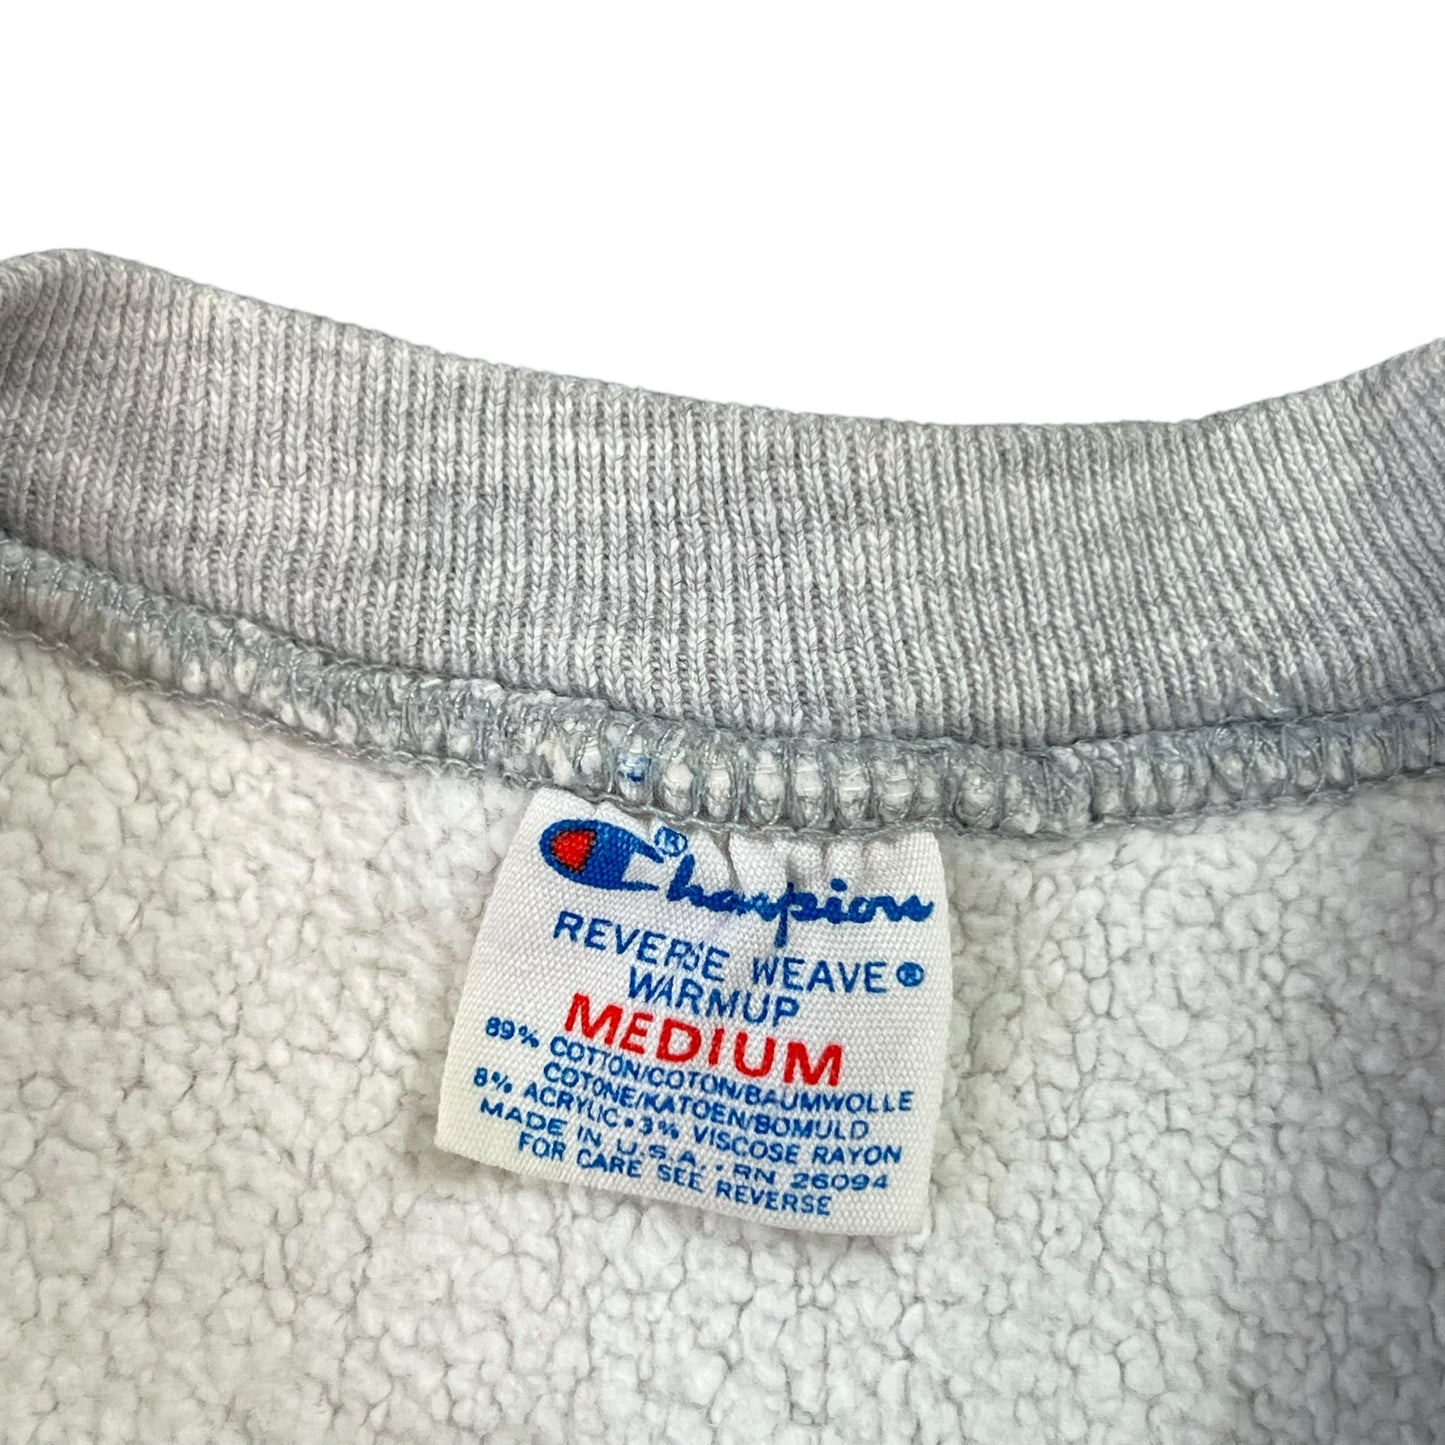 Champion®
REVERSE WEAVE®
WARMUP
MEDIUM
89% COTTON/COTON/BAUMWOLLE
COTONE/KATOEN/BOMULD
8% ACRYLIC • 3% VISCOSE RAYON
MADE IN U.S.A. • RN 26094
FOR CARE SEE REVERSE